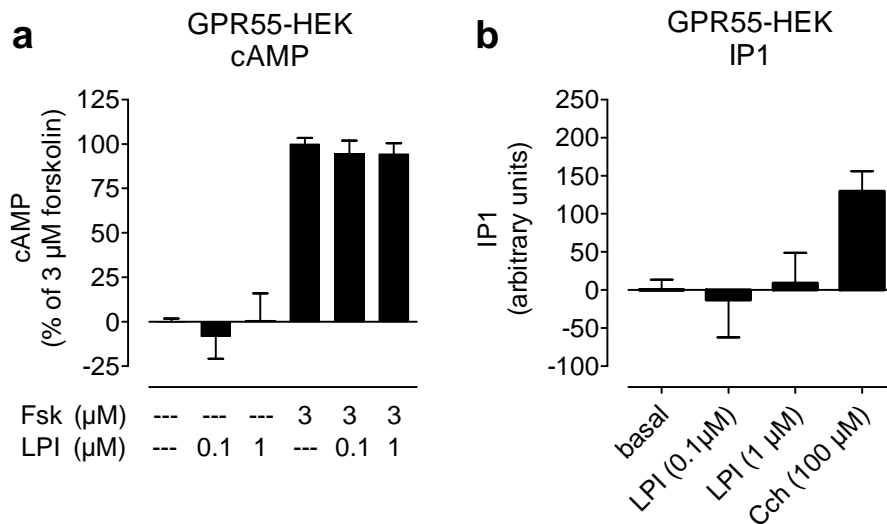 a
GPR55-HEK
cAMP
cAMP
(% of 3 µM forskolin)
125
100
75
50
25
0
-25
Fsk (µM) --- --- --- 3 3 3
LPI (µM) --- 0.1 1 --- 0.1 1
b
GPR55-HEK
IP1
IP1
(arbitrary units)
250
200
150
100
50
0
-50
-100
basal
LPI (0.1µM)
LPI (1 µM)
Cch (100 µM)